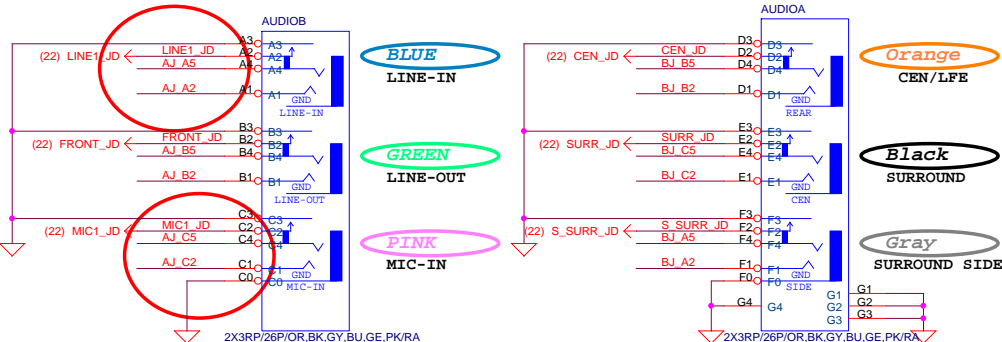 AUDIOB
A3
A3
(22) LINE1_JD
LINE1_JD
A2
A2
AJ_A5
A4
A4
AJ_A2
A1
A1
GND
LINE-IN
BLUE
LINE-IN
B3
B3
(22) FRONT_JD
FRONT_JD
B2
B2
AJ_B5
B4
B4
AJ_B2
B1
B1
GND
LINE-OUT
GREEN
LINE-OUT
C3
C3
(22) MIC1_JD
MIC1_JD
C2
C2
AJ_C5
C4
C4
AJ_C2
C1
C1
GND
C0
C0
MIC-IN
PINK
MIC-IN
2X3RP/26P/OR,BK,GY,BU,GE,PK/RA
AUDIOA
D3
D3
(22) CEN_JD
CEN_JD
D2
D2
BJ_B5
D4
D4
BJ_B2
D1
D1
GND
REAR
Orange
CEN/LFE
E3
E3
(22) SURR_JD
SURR_JD
E2
E2
BJ_C5
E4
E4
BJ_C2
E1
E1
GND
CEN
Black
SURROUND
F3
F3
(22) S_SURR_JD
S_SURR_JD
F2
F2
BJ_A5
F4
F4
BJ_A2
F1
F1
GND
F0
F0
SIDE
Gray
SURROUND SIDE
G4
G4
G1
G1
G2
G2
G3
G3
2X3RP/26P/OR,BK,GY,BU,GE,PK/RA